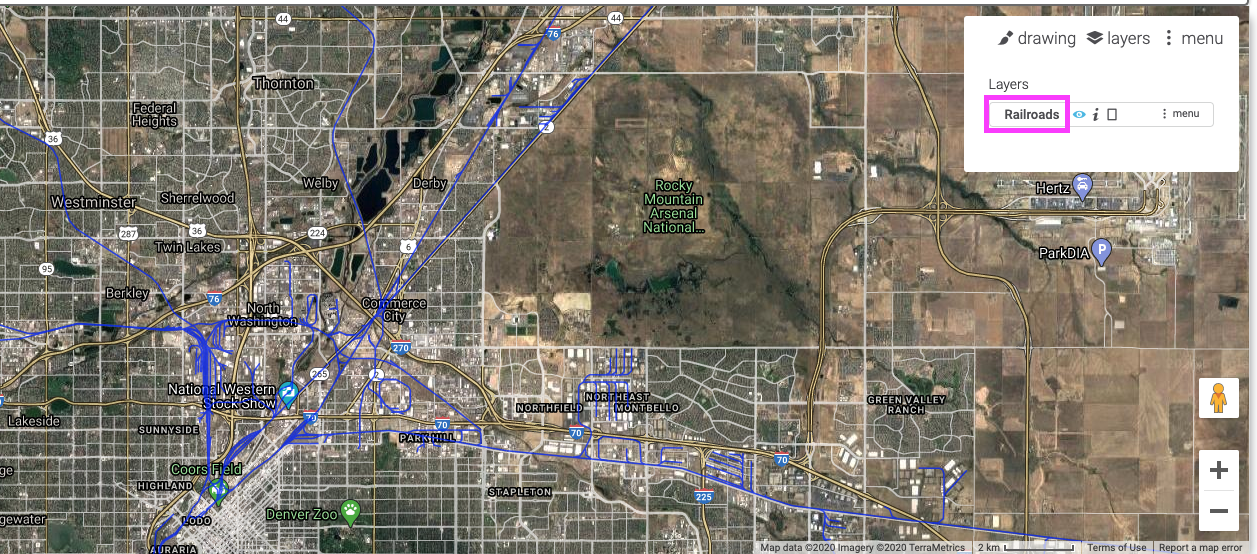 44
44
76
drawing
layers
menu
Layers
Railroads
i
menu
Thornton
Federal
Heights
36
2
Welby
Derby
Rocky
Mountain
Arsenal
National...
Hertz
Westminster
Sherrelwood
287
36
224
Twin Lakes
6
ParkDIA
P
95
Berkley
76
North
Washington
Commerce
City
270
265
2
National Western
Stock Show
NORTHFIELD
NORTHEAST
MONTBELLO
GREEN VALLEY
RANCH
Lakeside
SUNNYSIDE
70
70
70
70
PARK HILL
Coors Field
HIGHLAND
STAPLETON
225
LODO
Denver Zoo
gewater
AURARIA
Map data ©2020 Imagery ©2020 TerraMetrics
2 km
Terms of Use
Report a map error